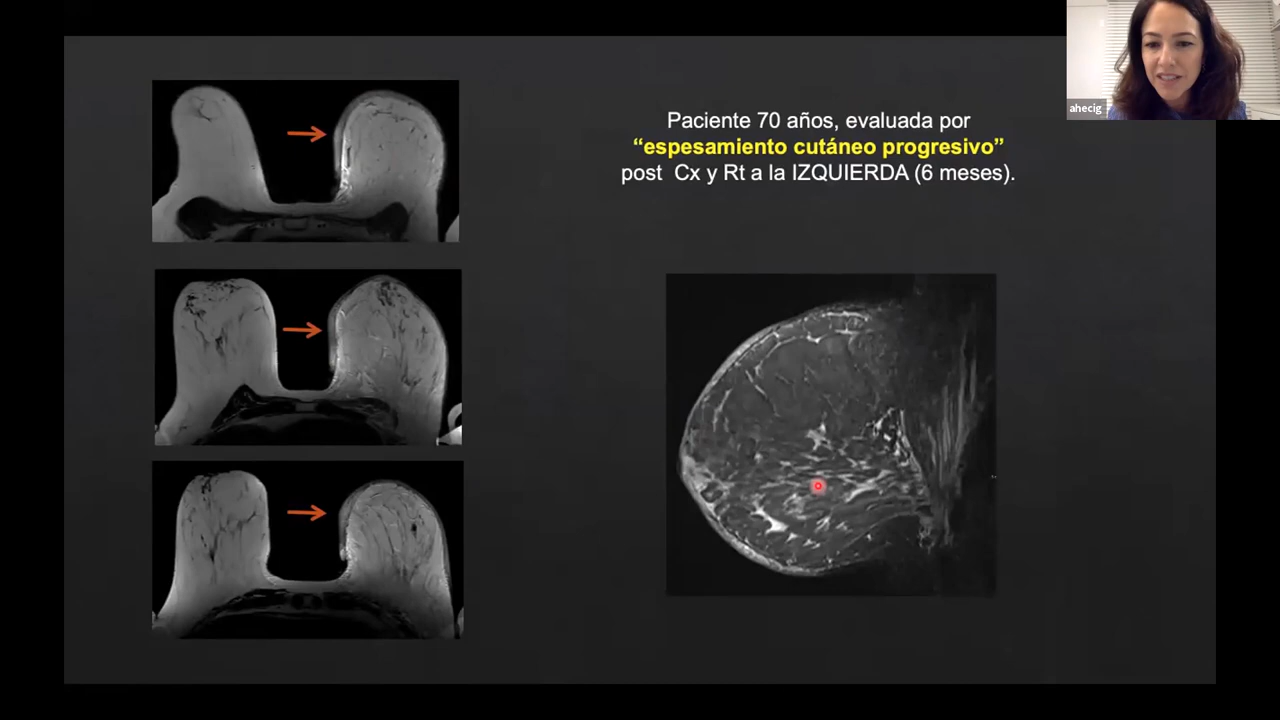 ahecig
Paciente 70 años, evaluada por
“espesamiento cutáneo progresivo”
post Cx y Rt a la IZQUIERDA (6 meses).